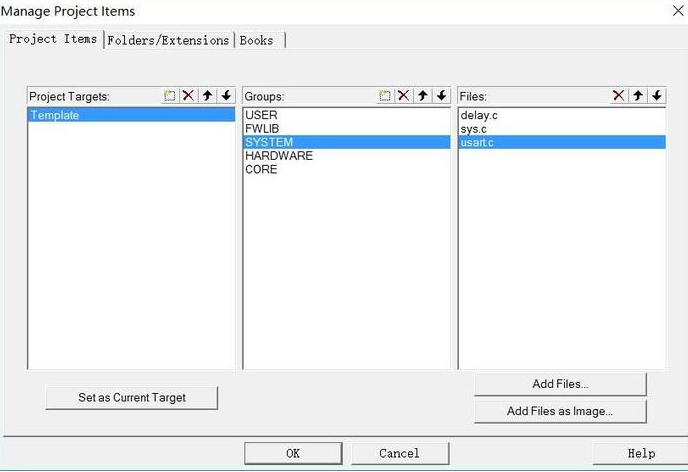 Manage Project Items
Project Items Folders/Extensions Books
Project Targets:
Template
Groups:
USER
FWLIB
SYSTEM
HARDWARE
CORE
Files:
delay.c
sys.c
usart.c
Set as Current Target
Add Files...
Add Files as Image...
OK Cancel Help